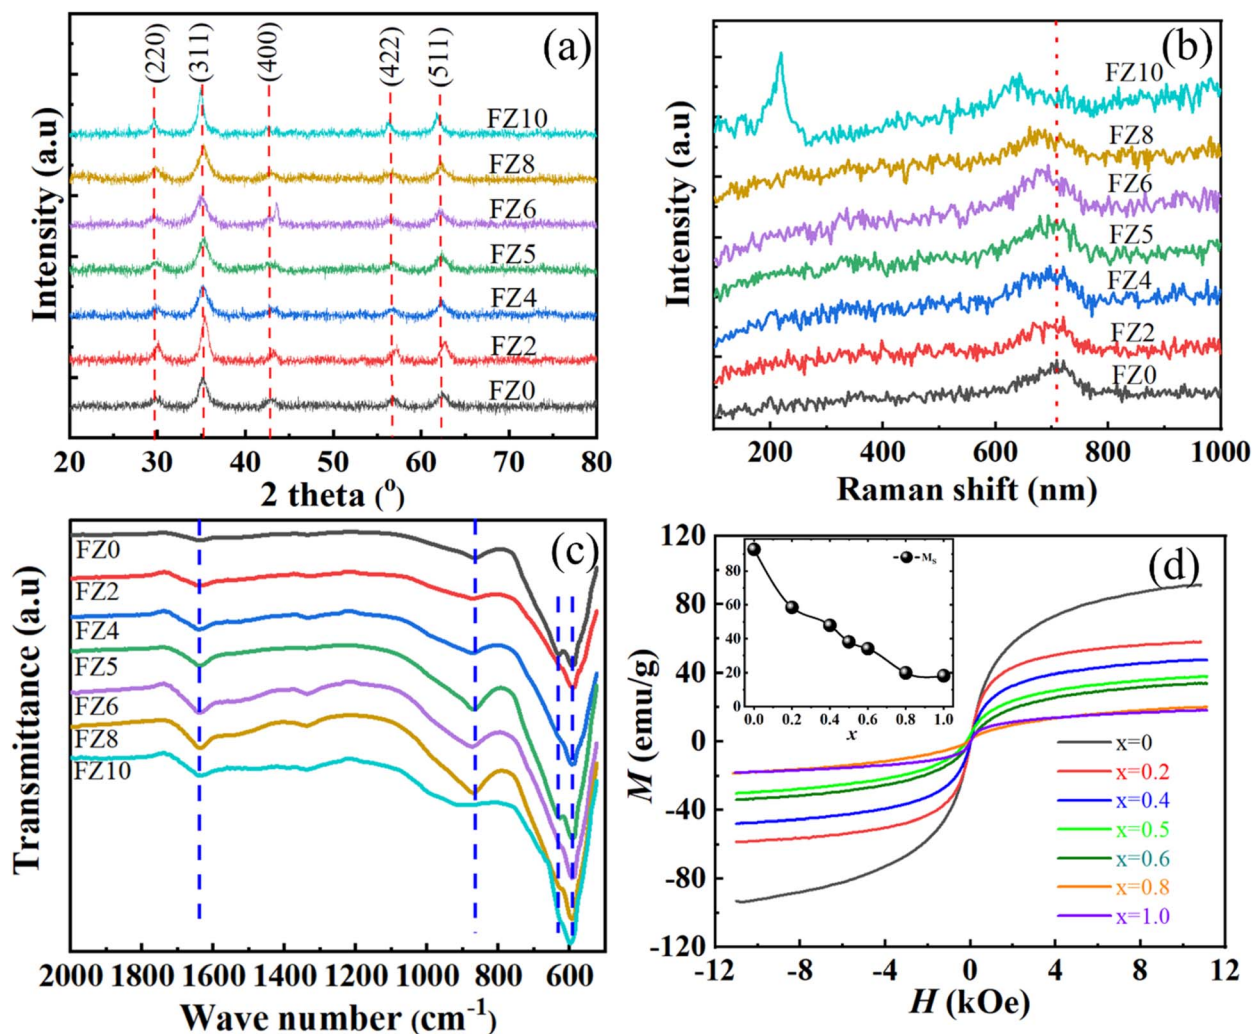 (a)
(220)
(311)
(400)
(422)
(511)
FZ10
FZ8
FZ6
FZ5
FZ4
FZ2
FZ0
Intensity (a.u)
20 30 40 50 60 70 80
2 theta (°)
(b)
FZ10
FZ8
FZ6
FZ5
FZ4
FZ2
FZ0
Intensity (a.u)
200 400 600 800 1000
Raman shift (nm)
(c)
FZ0
FZ2
FZ4
FZ5
FZ6
FZ8
FZ10
Transmittance (a.u)
2000 1800 1600 1400 1200 1000 800 600
Wave number (cm⁻¹)
(d)
120
80
40
0
-40
-80
-120
M (emu/g)
80
60
40
20
0
0.0 0.2 0.4 0.6 0.8 1.0
x
Ms
x=0
x=0.2
x=0.4
x=0.5
x=0.6
x=0.8
x=1.0
-12 -8 -4 0 4 8 12
H (kOe)